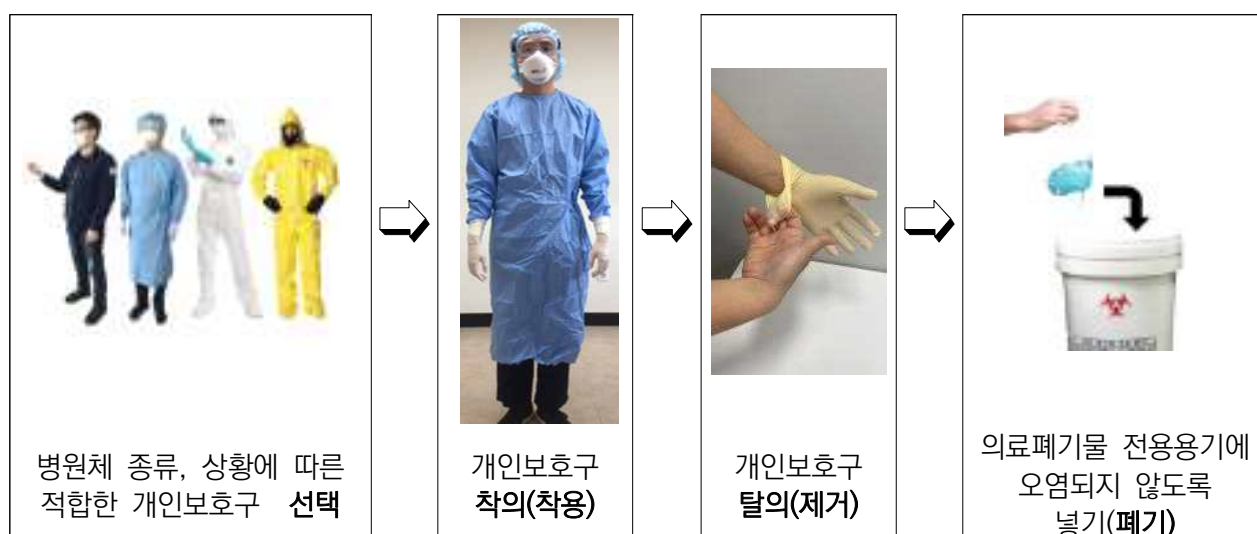 병원체 종류, 상황에 따른
적합한 개인보호구 선택
개인보호구
착의(착용)
개인보호구
탈의(제거)
의료폐기물 전용용기에
오염되지 않도록
넣기(폐기)